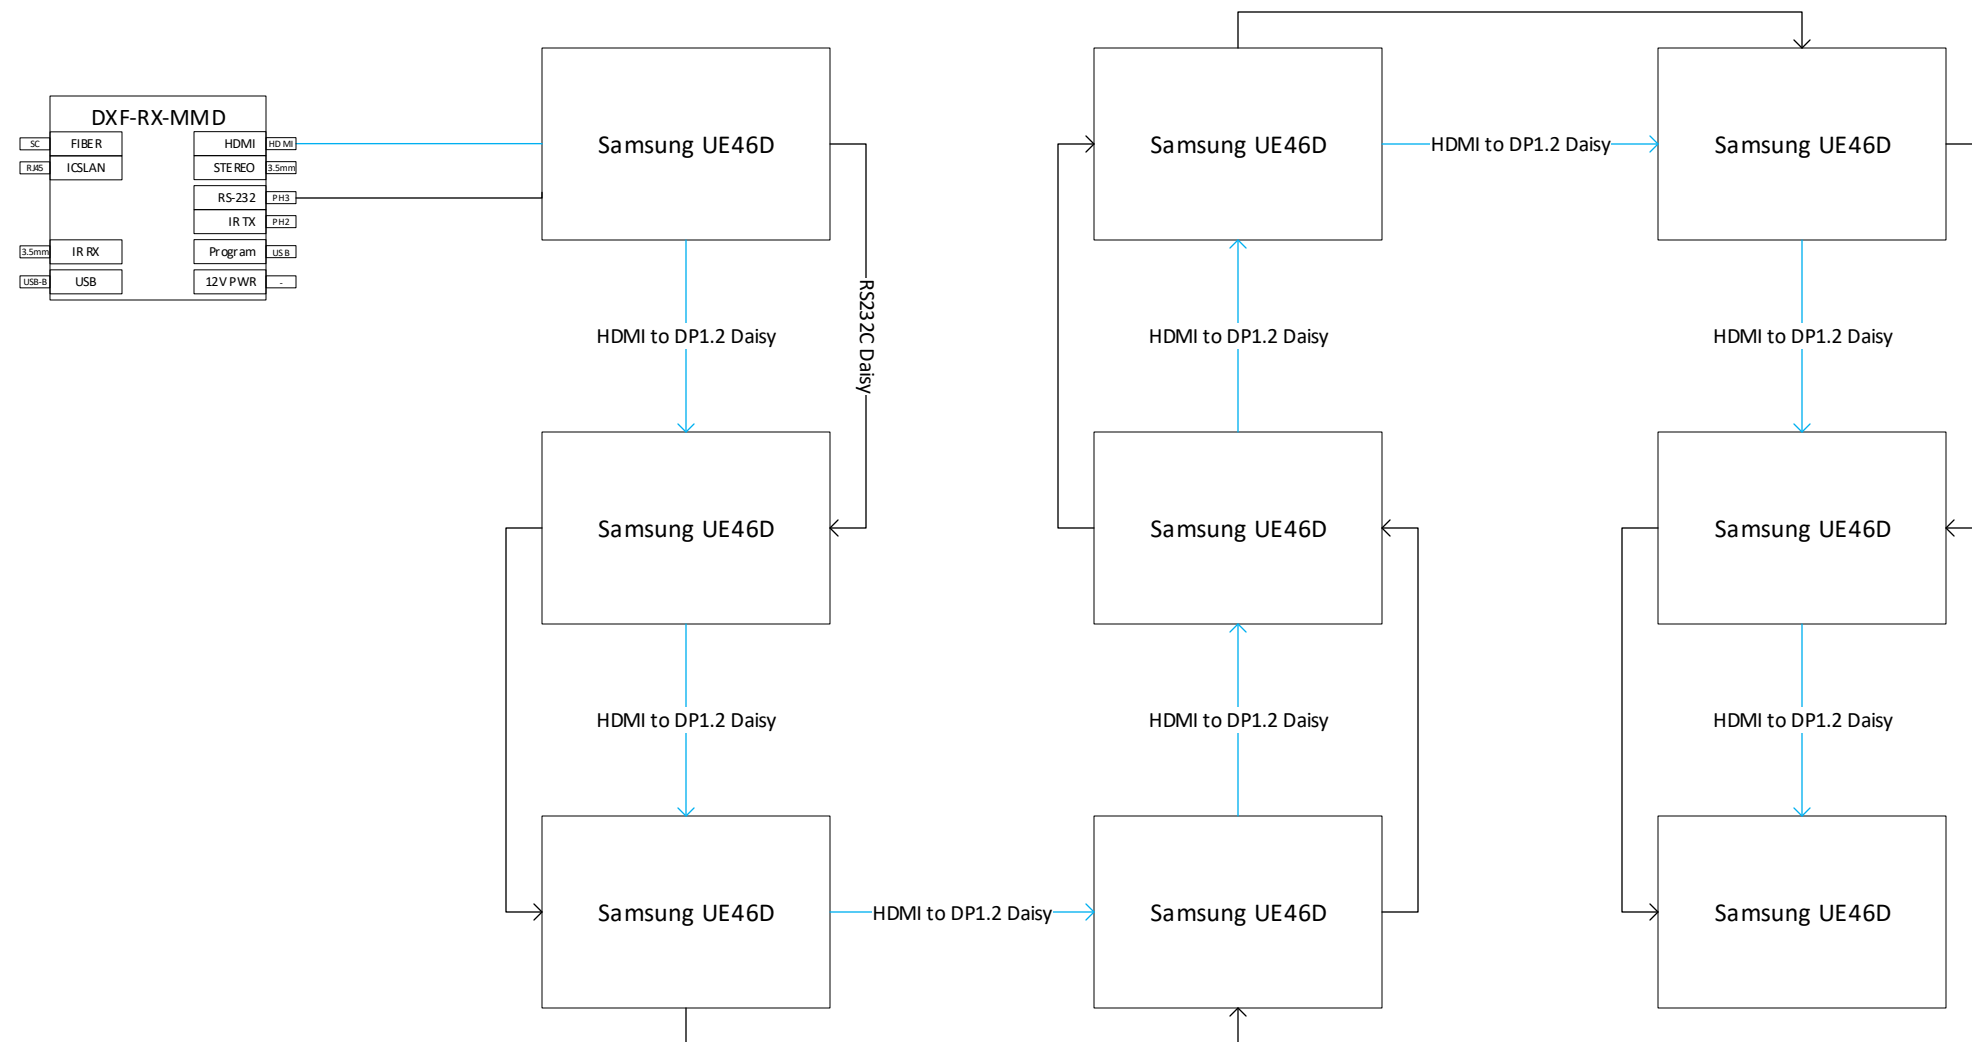 DXF-RX-MMD
SC FIBER HDMI HDMI
RJ45 ICSLAN STEREO 3.5mm
RS-232 PH3
IR TX PH2
3.5mm IR RX Program USB
USB-B USB 12V PWR -
Samsung UE46D
Samsung UE46D
HDMI to DP1.2 Daisy
Samsung UE46D
HDMI to DP1.2 Daisy
RS232C Daisy
HDMI to DP1.2 Daisy
HDMI to DP1.2 Daisy
Samsung UE46D
Samsung UE46D
Samsung UE46D
HDMI to DP1.2 Daisy
HDMI to DP1.2 Daisy
HDMI to DP1.2 Daisy
Samsung UE46D
HDMI to DP1.2 Daisy
Samsung UE46D
Samsung UE46D